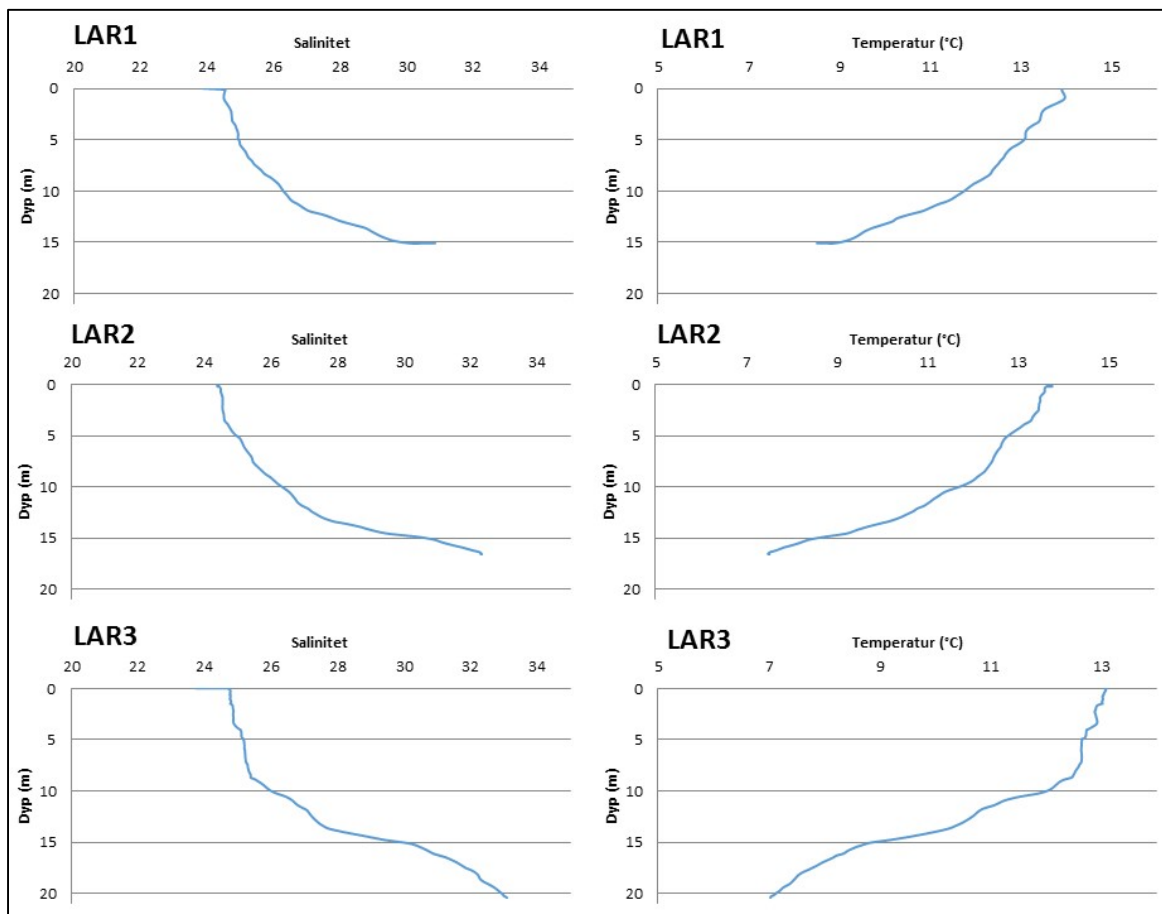 LAR1
Salinitet
20 22 24 26 28 30 32 34
0
5
10
15
20
Dyp (m)
LAR1
Temperatur (°C)
5 7 9 11 13 15
0
5
10
15
20
Dyp (m)
LAR2
Salinitet
20 22 24 26 28 30 32 34
0
5
10
15
20
Dyp (m)
LAR2
Temperatur (°C)
5 7 9 11 13 15
0
5
10
15
20
Dyp (m)
LAR3
Salinitet
20 22 24 26 28 30 32 34
0
5
10
15
20
Dyp (m)
LAR3
Temperatur (°C)
5 7 9 11 13
0
5
10
15
20
Dyp (m)